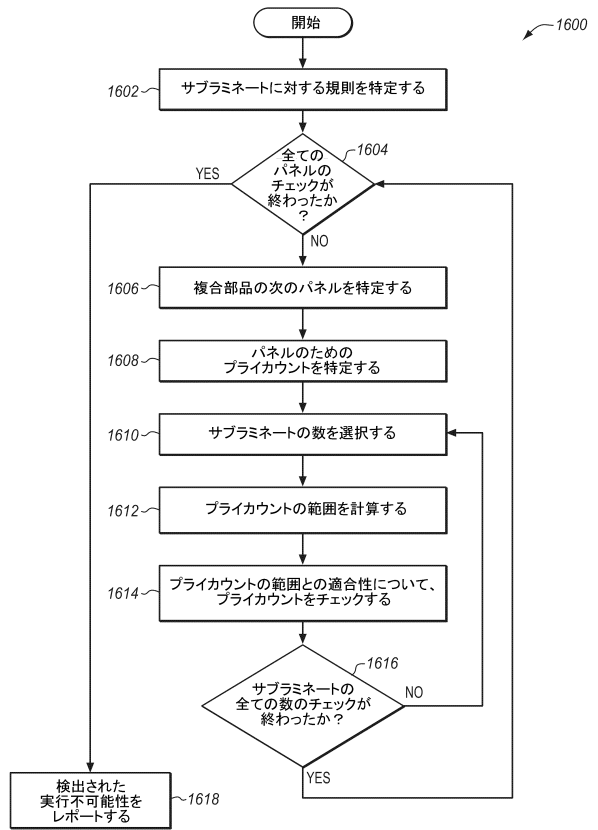 開始
1600
1602
サブラミネートに対する規則を特定する
1604
全ての
パネルの
チェックが
終わったか
?
YES
NO
1606
複合部品の次のパネルを特定する
1608
パネルのための
プライカウントを特定する
1610
サブラミネートの数を選択する
1612
プライカウントの範囲を計算する
1614
プライカウントの範囲との適合性について、
プライカウントをチェックする
1616
サブラミネートの
全ての数のチェックが
終わったか?
NO
YES
検出された
実行不可能性を
レポートする
1618